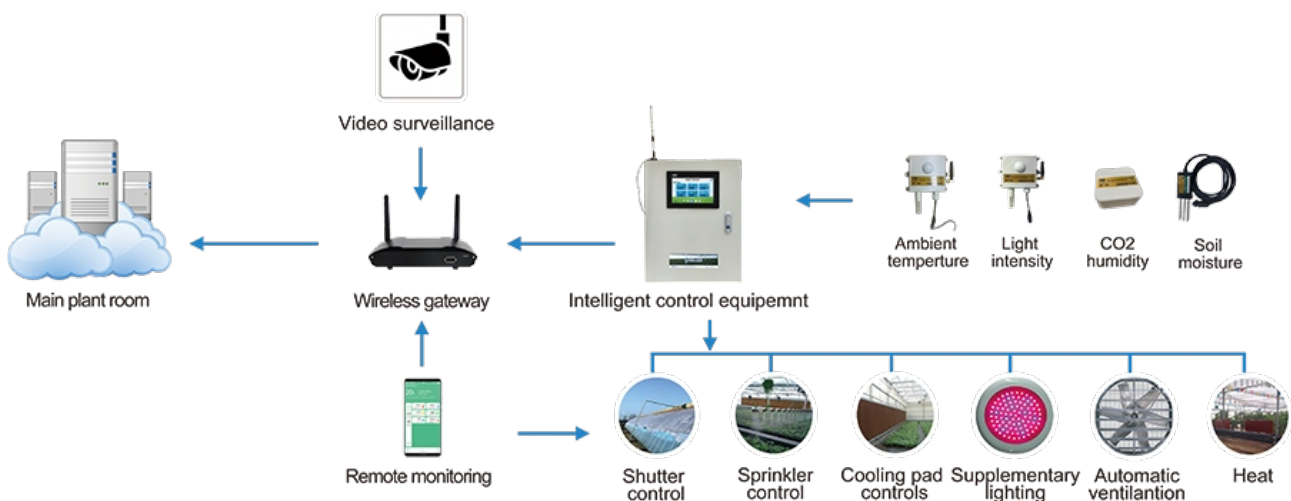 Video surveillance
Main plant room
Wireless gateway
Intelligent control equipemnt
Ambient
temperture
Light
intensity
CO2
humidity
Soil
moisture
Remote monitoring
Shutter
control
Sprinkler
control
Cooling pad
controls
Supplementary
lighting
Automatic
ventilantion
Heat